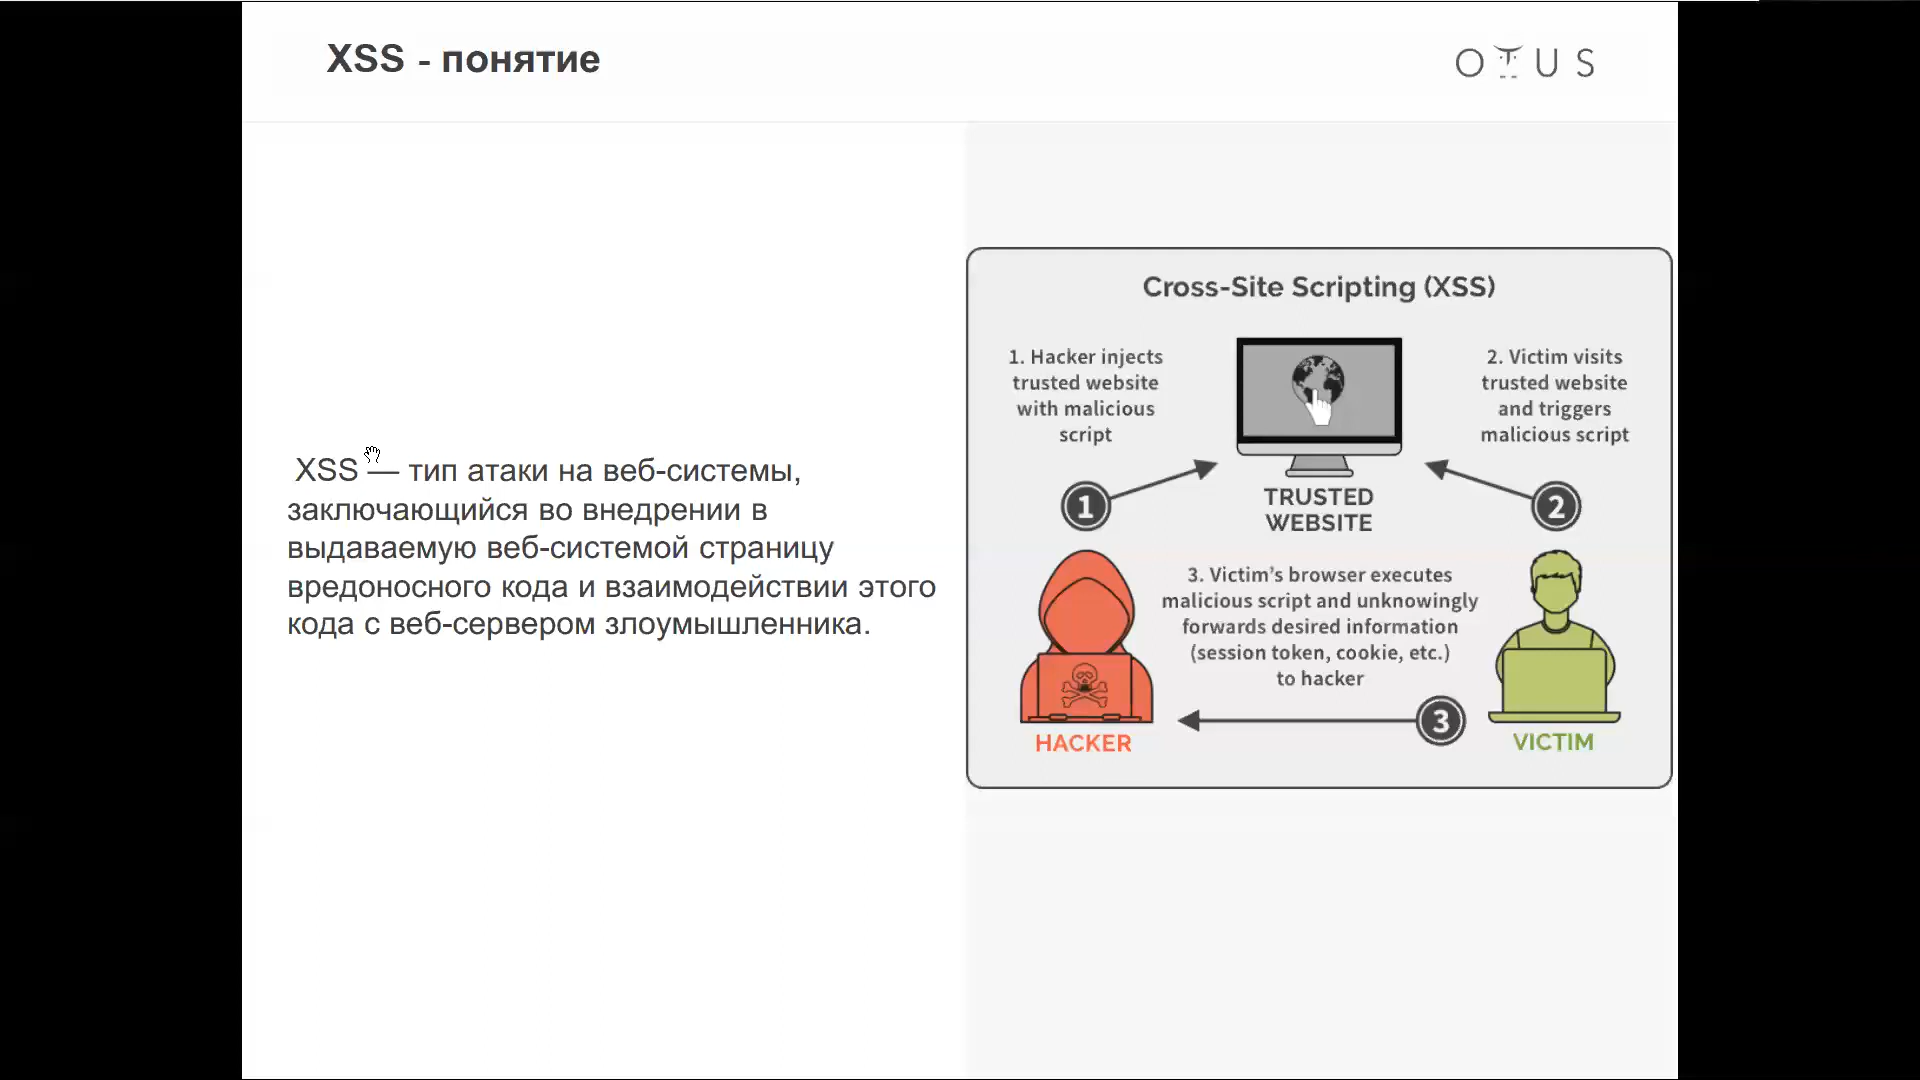 XSS - понятие
OTUS
XSS — тип атаки на веб-системы,
заключающийся во внедрении в
выдаваемую веб-системой страницу
вредоносного кода и взаимодействии этого
кода с веб-сервером злоумышленника.
Cross-Site Scripting (XSS)
1. Hacker injects
trusted website
with malicious
script
2. Victim visits
trusted website
and triggers
malicious script
1
TRUSTED
WEBSITE
2
3. Victim's browser executes
malicious script and unknowingly
forwards desired information
(session token, cookie, etc.)
to hacker
3
HACKER
VICTIM